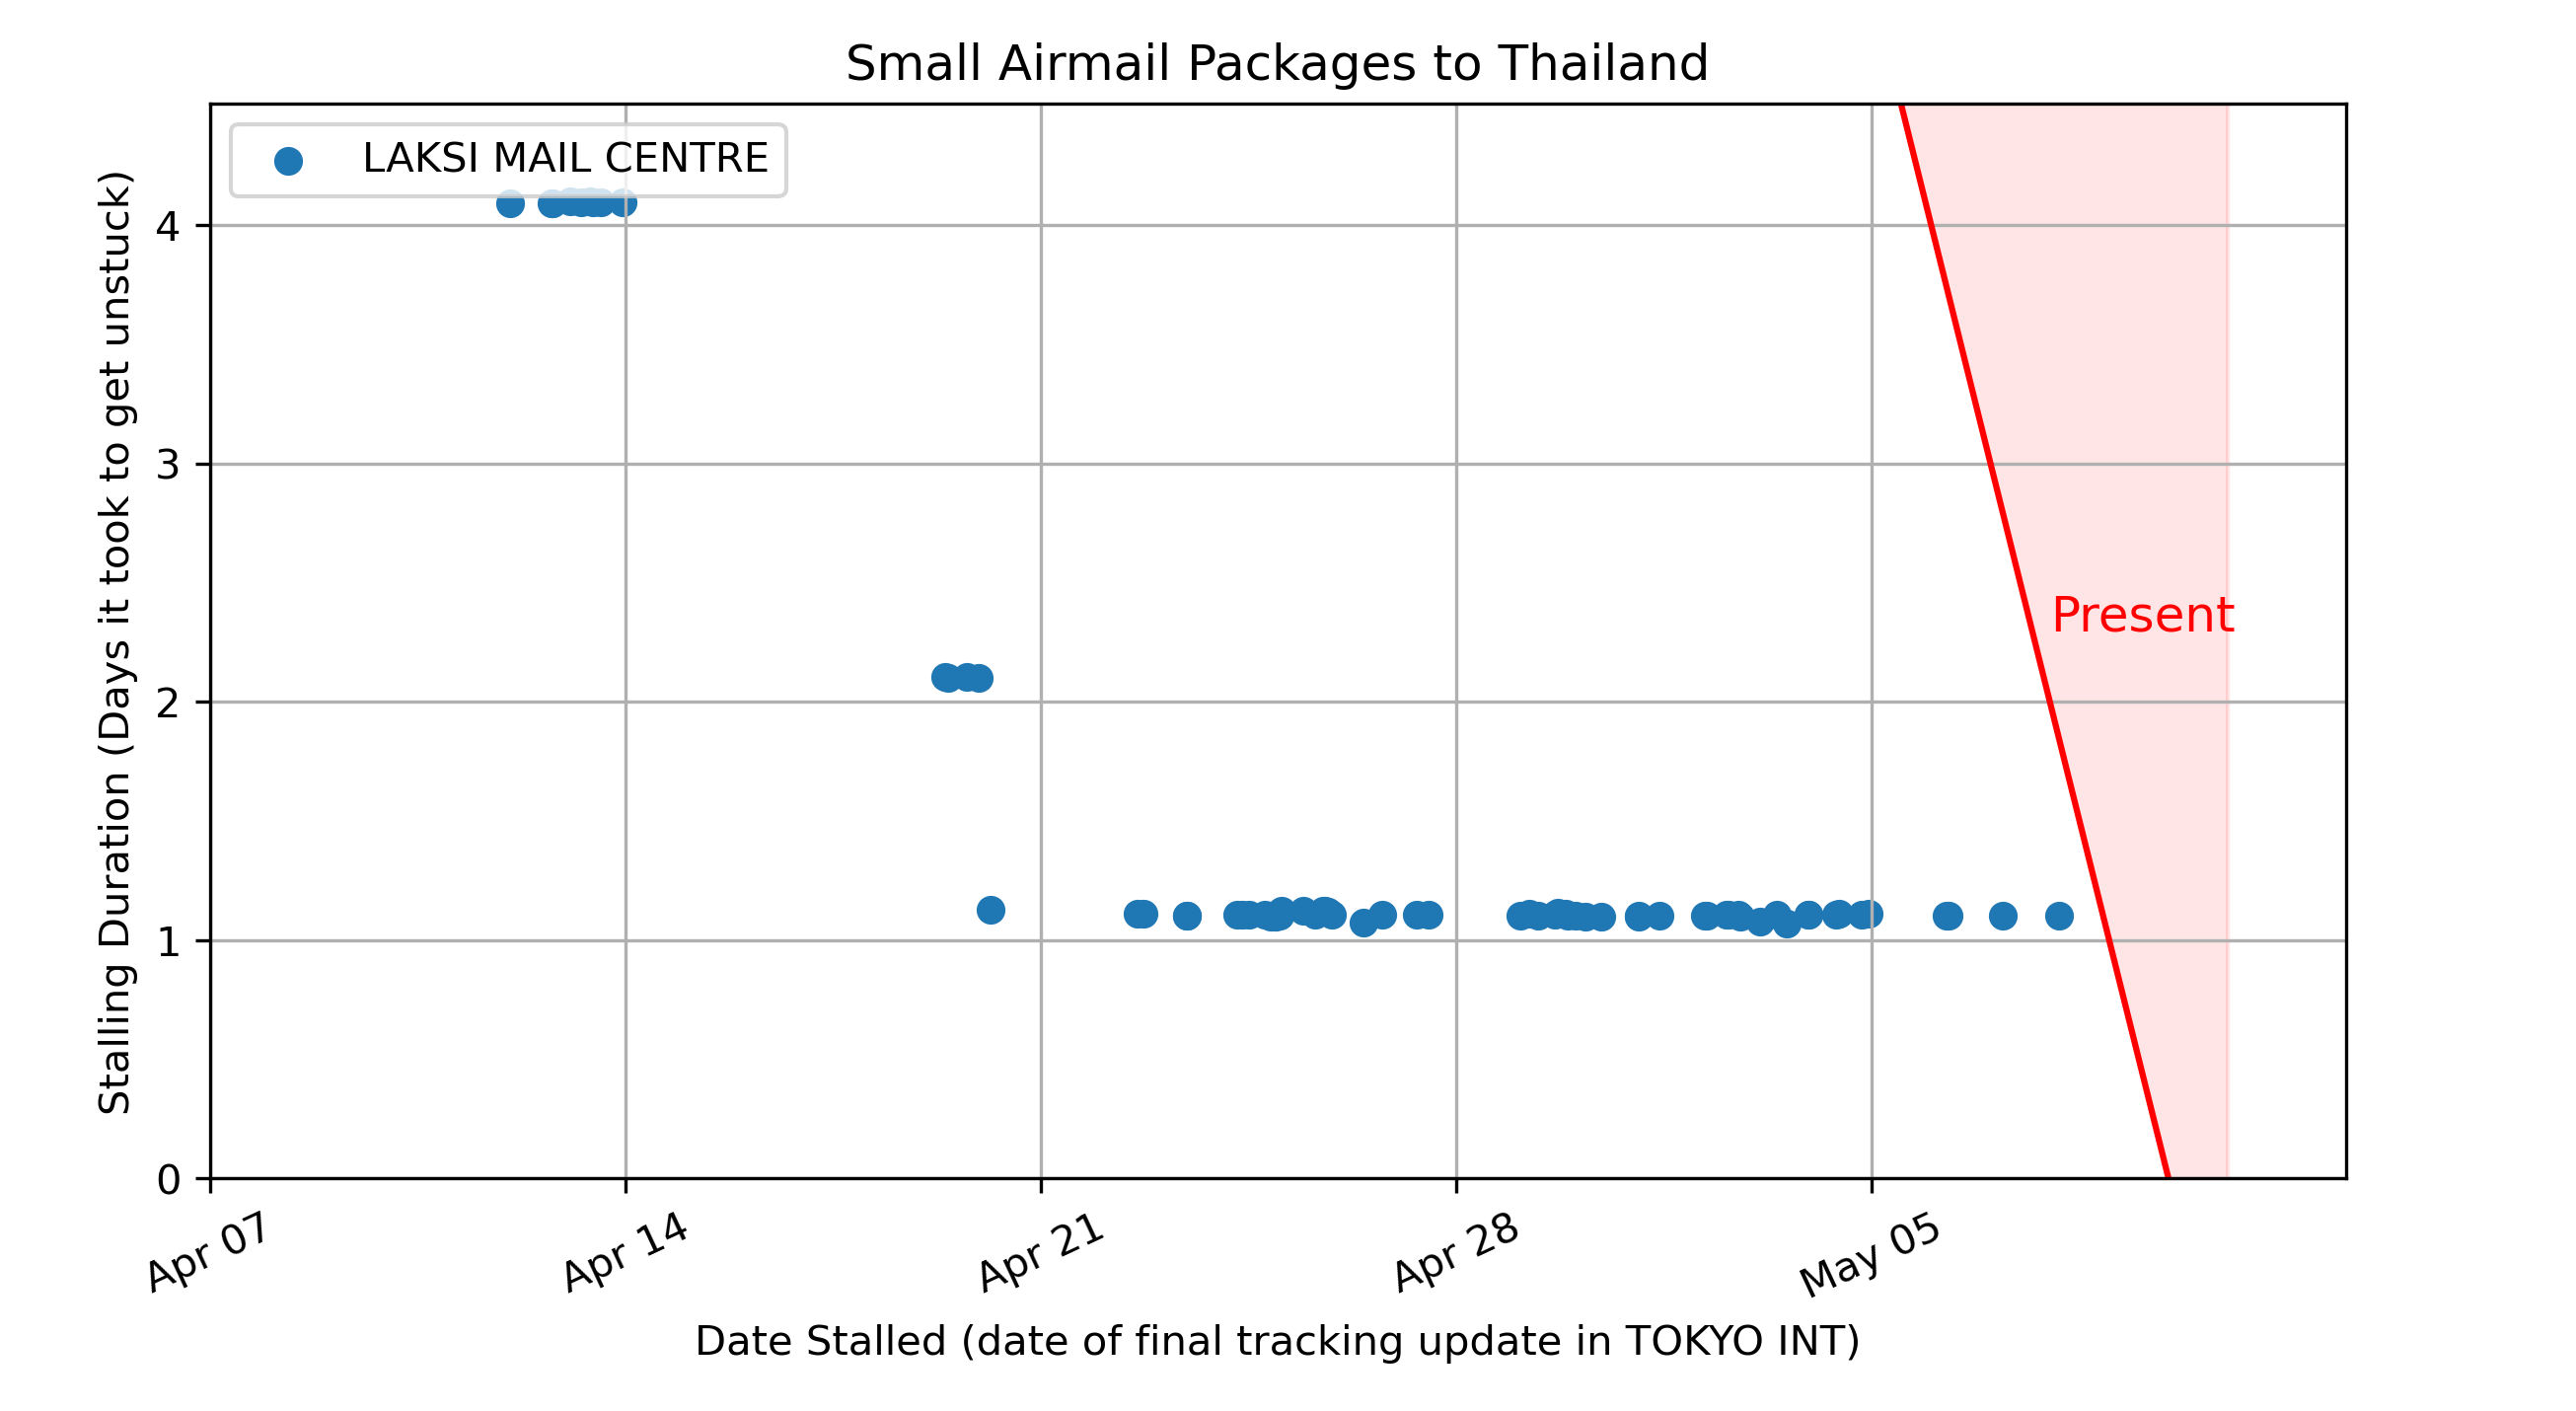 Small Airmail Packages to Thailand
LAKSI MAIL CENTRE
Stalling Duration (Days it took to get unstuck)
4
3
2
1
0
Present
Apr 07
Apr 14
Apr 21
Apr 28
May 05
Date Stalled (date of final tracking update in TOKYO INT)